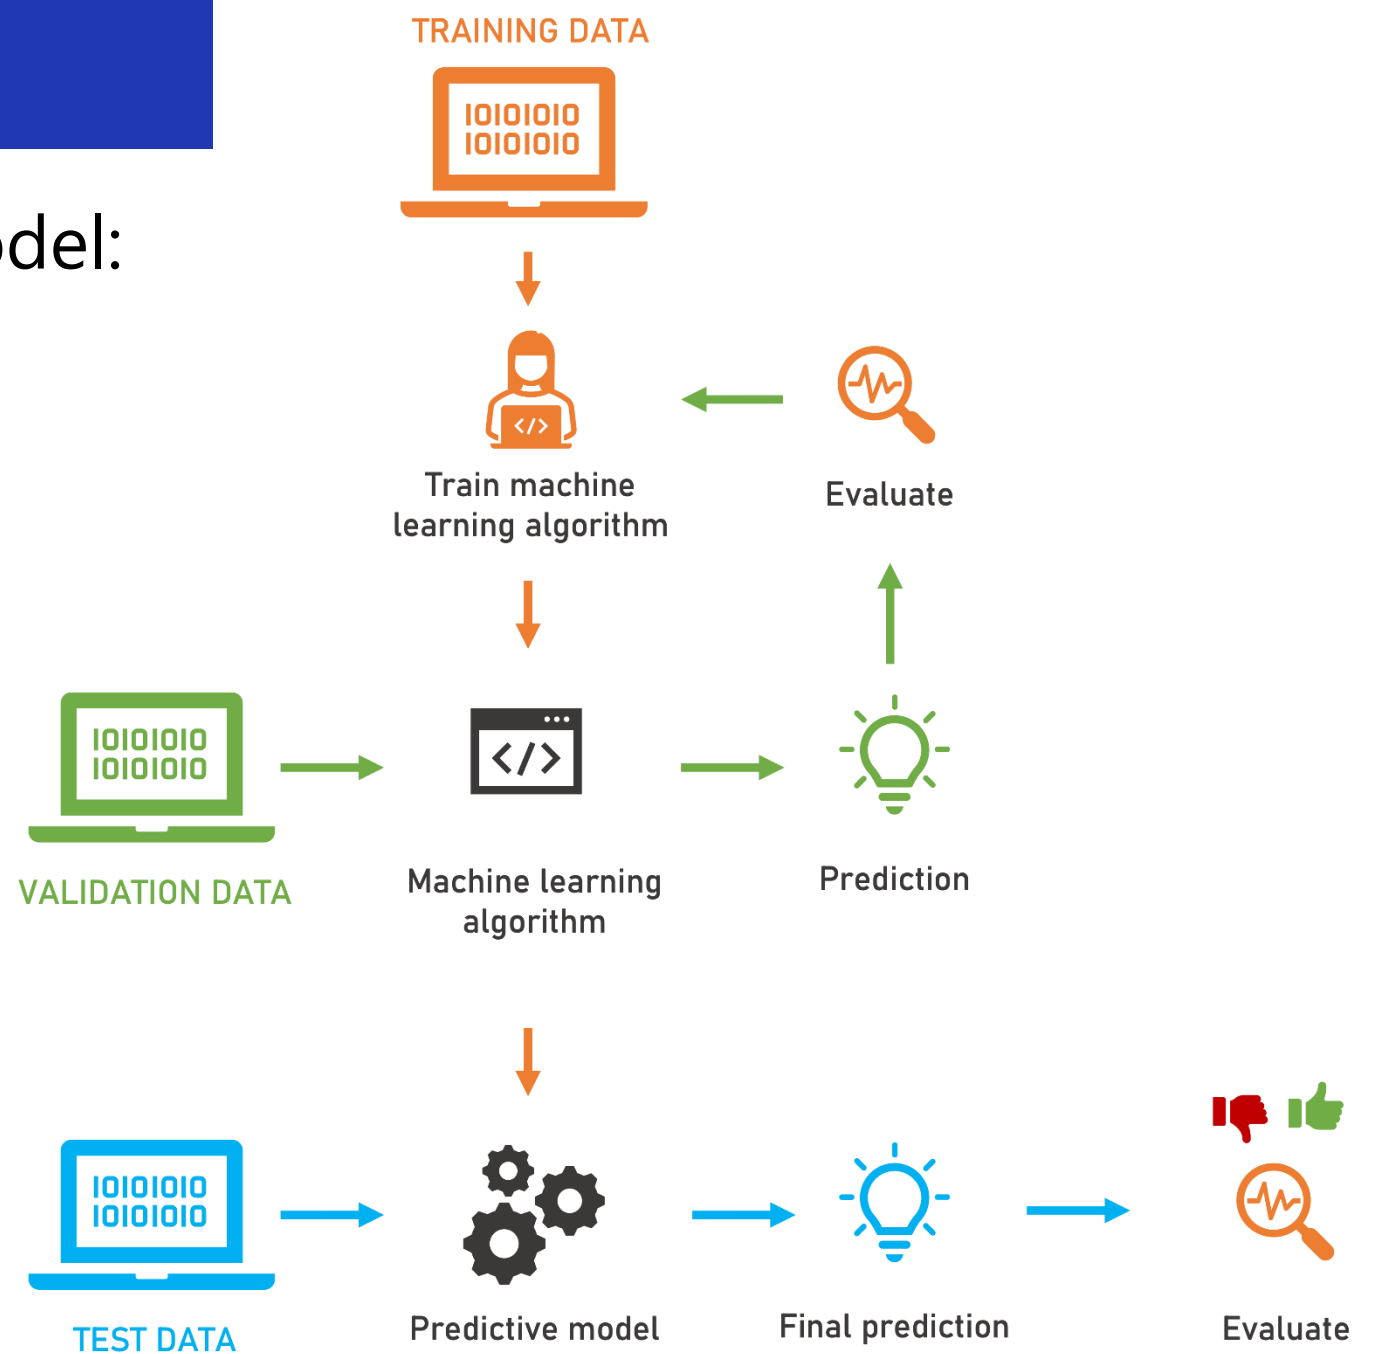 TRAINING DATA
IOIOIOIO
IOIOIOIO
odel:
</>
Train machine
learning algorithm
Evaluate
IOIOIOIO
IOIOIOIO
VALIDATION DATA
</>
Machine learning
algorithm
Prediction
IOIOIOIO
IOIOIOIO
TEST DATA
Predictive model
Final prediction
Evaluate